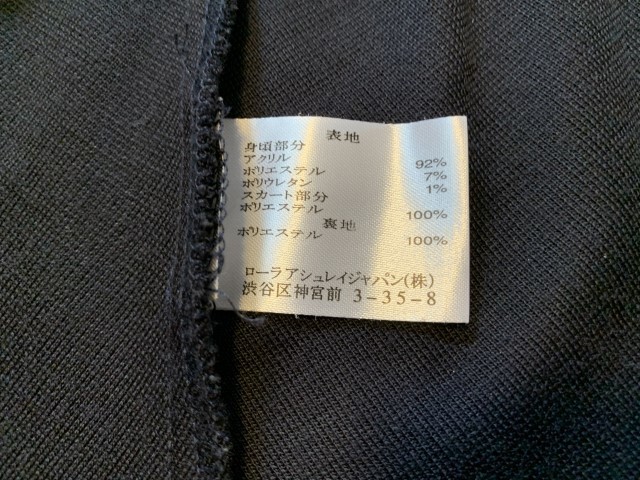 表地
身頃部分
アクリル 92%
ポリエステル 7%
ポリウレタン 1%
スカート部分
ポリエステル 100%
裏地
ポリエステル 100%
ローラアシュレイジャパン(株)
渋谷区神宮前 3-35-8